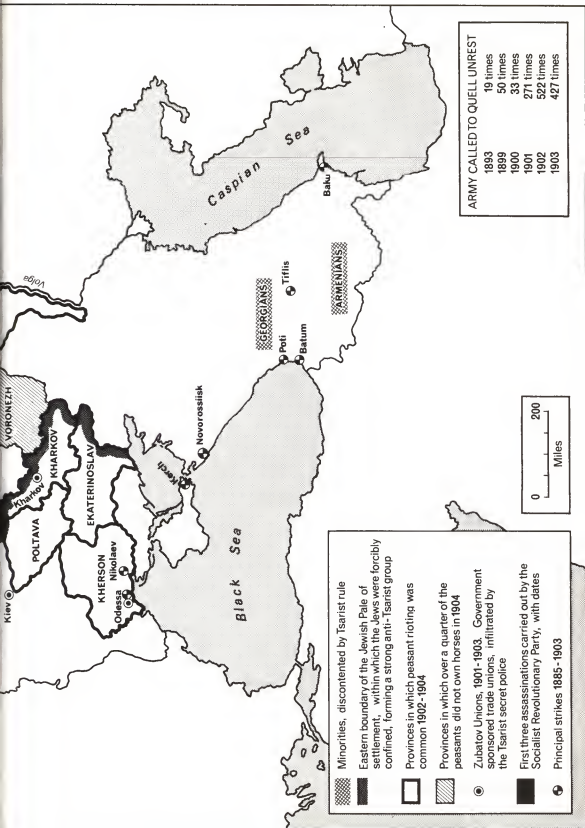 Volga
VORONEZH
Kiev
Kharkov
KHARKOV
POLTAVA
EKATERINOSLAV
KHERSON
Nikolaev
Odessa
Kerch
Novorossiisk
Black Sea
Caspian Sea
GEORGIANS
Tiflis
Poti
Batum
ARMENIANS
Baku
ARMY CALLED TO QUELL UNREST
1893 19 times
1899 50 times
1900 33 times
1901 271 times
1902 522 times
1903 427 times
0 200
Miles
Minorities, discontented by Tsarist rule
Eastern boundary of the Jewish Pale of
settlement, within which the Jews were forcibly
confined, forming a strong anti-Tsarist group
Provinces in which peasant rioting was
common 1902-1904
Provinces in which over a quarter of the
peasants did not own horses in 1904
Zubatov Unions, 1901-1903. Government
sponsored trade unions, infiltrated by
the Tsarist secret police
First three assassinations carried out by the
Socialist Revolutionary Party, with dates
Principal strikes 1885-1903